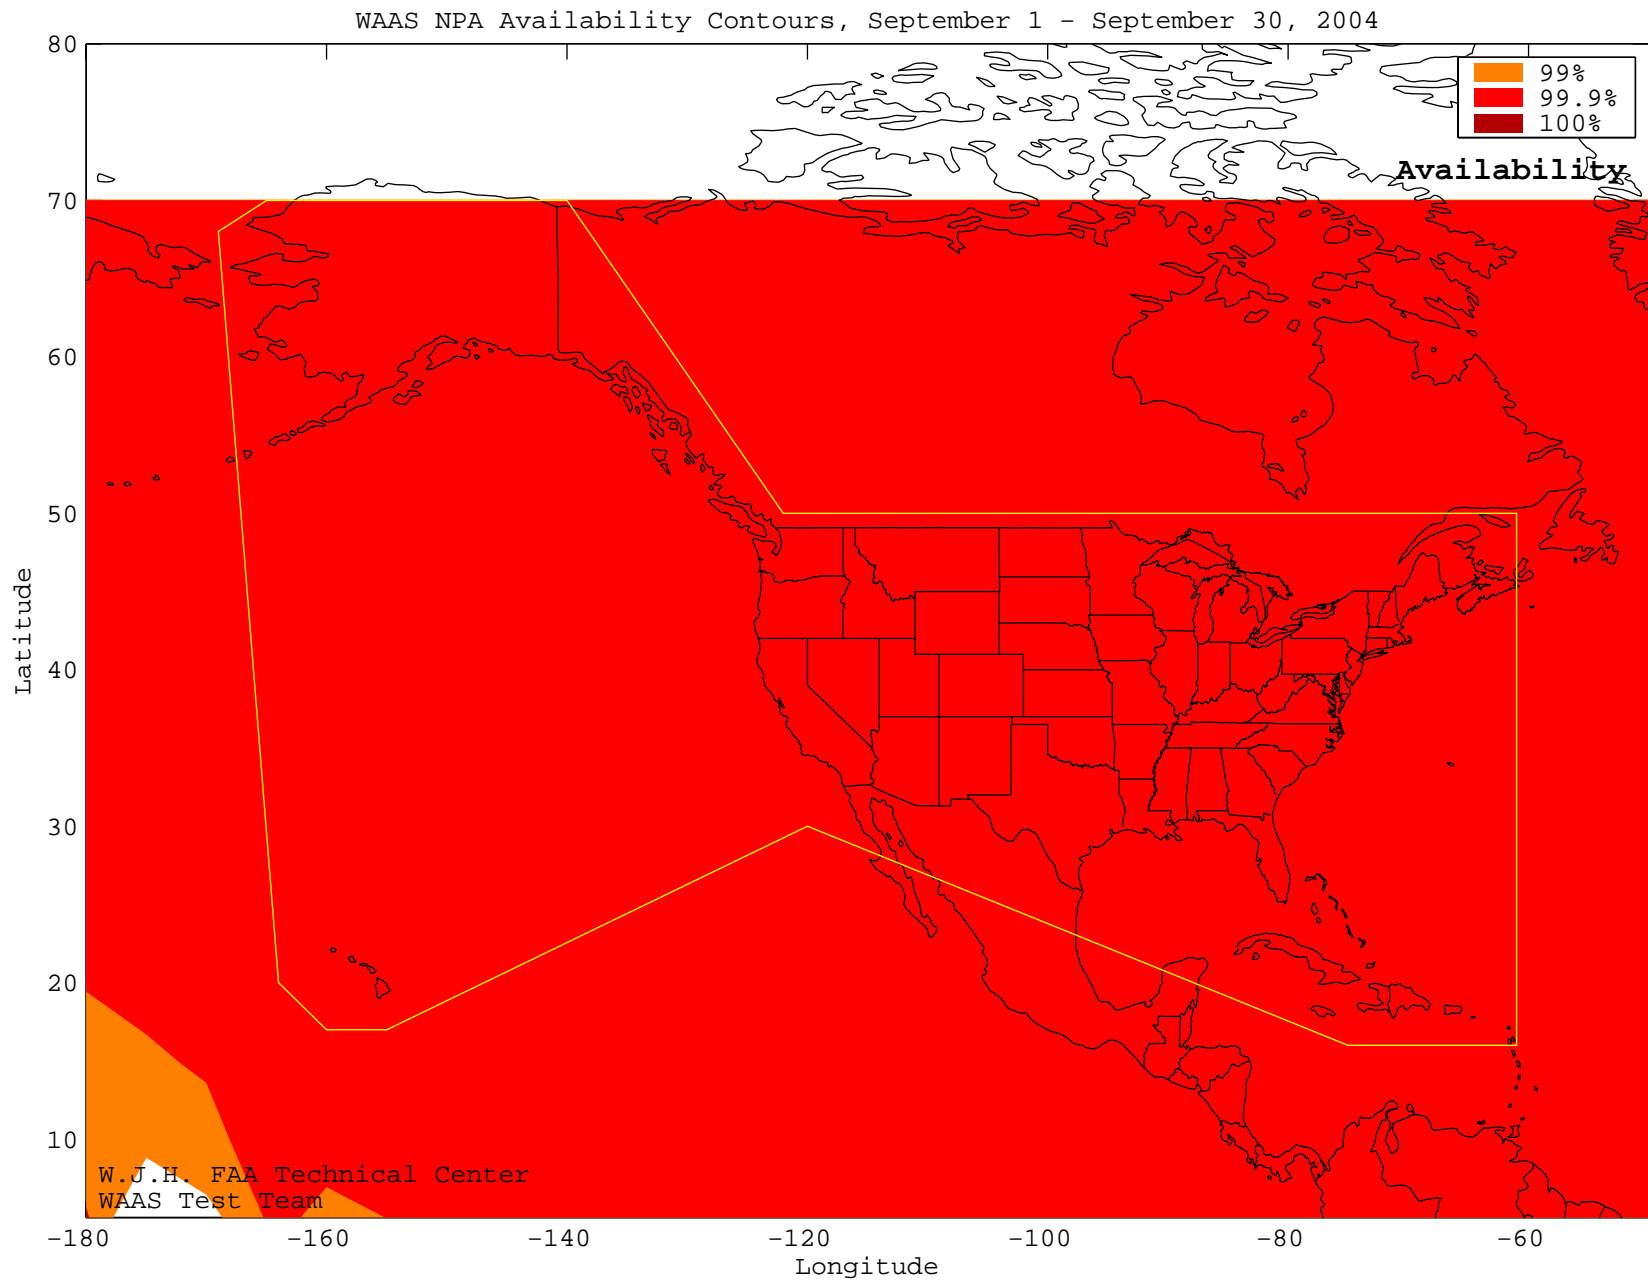 WAAS NPA Availability Contours, September 1 – September 30, 2004
80
70
60
50
40
30
20
10
Latitude
99%
99.9%
100%
Availability
W.J.H. FAA Technical Center
WAAS Test Team
−180 −160 −140 −120 −100 −80 −60
Longitude